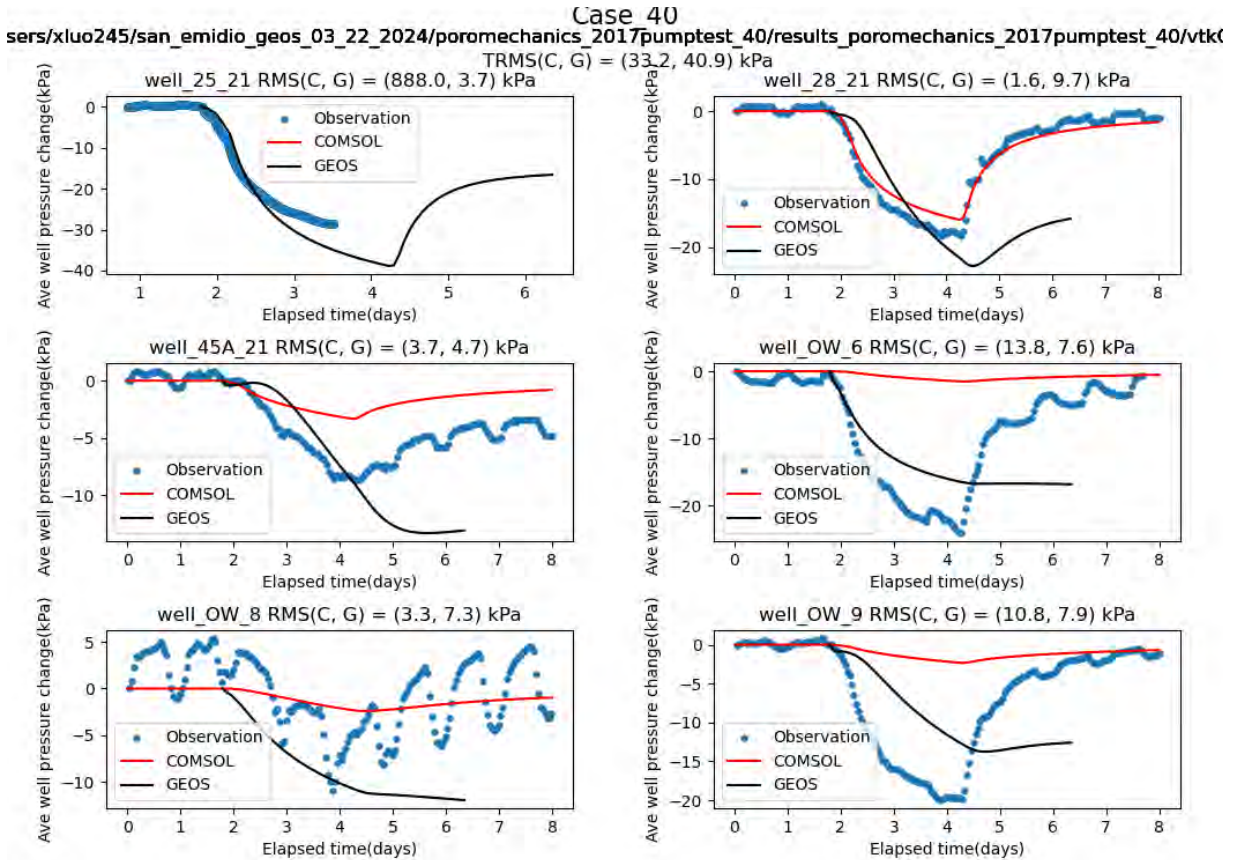 Case_40
sers/xluo245/san_emidio_geos_03_22_2024/poromechanics_2017pumptest_40/results_poromechanics_2017pumptest_40/vtk
TRMS(C, G) = (33.2, 40.9) kPa
well_25_21 RMS(C, G) = (888.0, 3.7) kPa
Ave well pressure change(kPa)
0
−10
−20
−30
−40
Observation
COMSOL
GEOS
1 2 3 4 5 6
Elapsed time(days)
well_28_21 RMS(C, G) = (1.6, 9.7) kPa
Ave well pressure change(kPa)
0
−10
−20
Observation
COMSOL
GEOS
0 1 2 3 4 5 6 7 8
Elapsed time(days)
well_45A_21 RMS(C, G) = (3.7, 4.7) kPa
Ave well pressure change(kPa)
0
−5
−10
Observation
COMSOL
GEOS
0 1 2 3 4 5 6 7 8
Elapsed time(days)
well_OW_6 RMS(C, G) = (13.8, 7.6) kPa
Ave well pressure change(kPa)
0
−10
−20
Observation
COMSOL
GEOS
0 1 2 3 4 5 6 7 8
Elapsed time(days)
well_OW_8 RMS(C, G) = (3.3, 7.3) kPa
Ave well pressure change(kPa)
5
0
−5
−10
Observation
COMSOL
GEOS
0 1 2 3 4 5 6 7 8
Elapsed time(days)
well_OW_9 RMS(C, G) = (10.8, 7.9) kPa
Ave well pressure change(kPa)
0
−5
−10
−15
−20
Observation
COMSOL
GEOS
0 1 2 3 4 5 6 7 8
Elapsed time(days)